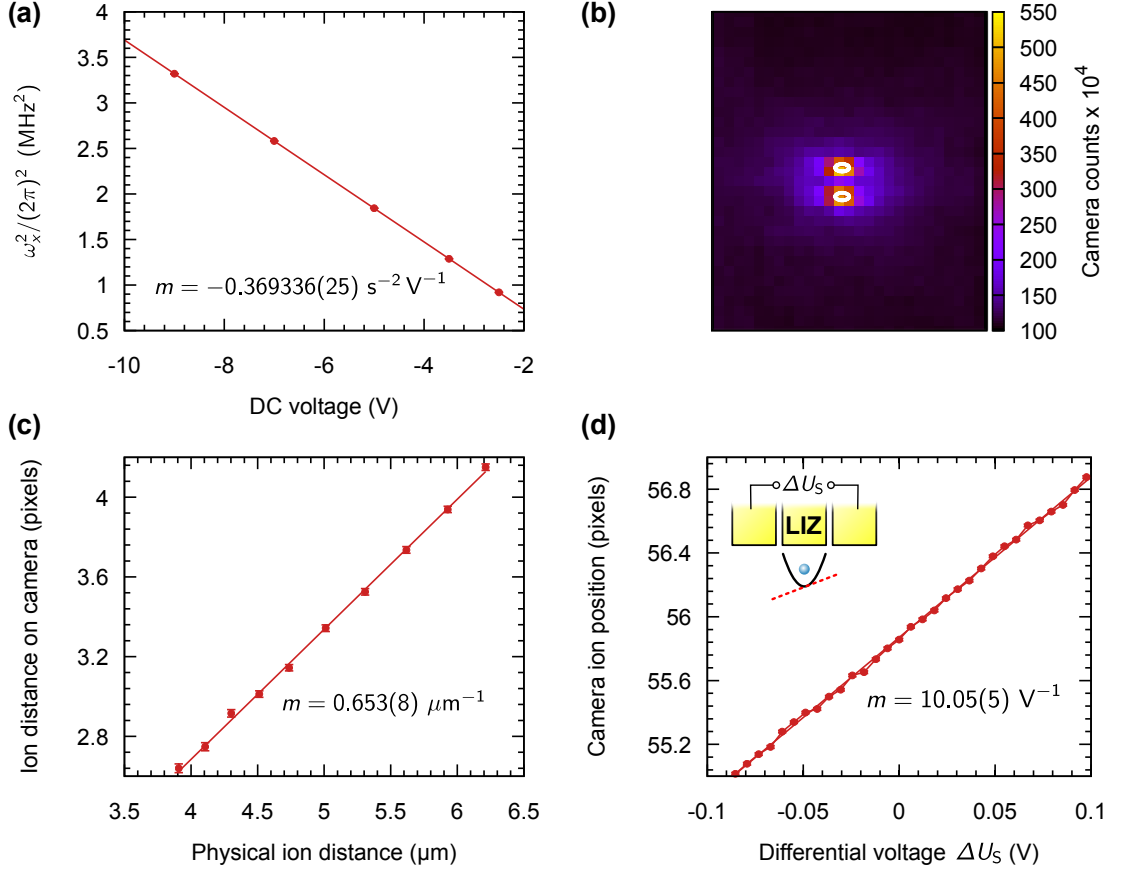 (a)
4
3.5
3
2.5
2
1.5
1
0.5
ω²ₓ/(2π)² (MHz²)
m = −0.369336(25) s⁻² V⁻¹
-10
-8
-6
-4
-2
DC voltage (V)
(b)
550
500
450
400
350
300
250
200
150
100
Camera counts x 10⁴
(c)
4
3.6
3.2
2.8
Ion distance on camera (pixels)
m = 0.653(8) μm⁻¹
3.5
4
4.5
5
5.5
6
6.5
Physical ion distance (µm)
(d)
56.8
56.4
56
55.6
55.2
Camera ion position (pixels)
ΔU_S
LIZ
m = 10.05(5) V⁻¹
-0.1
-0.05
0
0.05
0.1
Differential voltage ΔU_S (V)